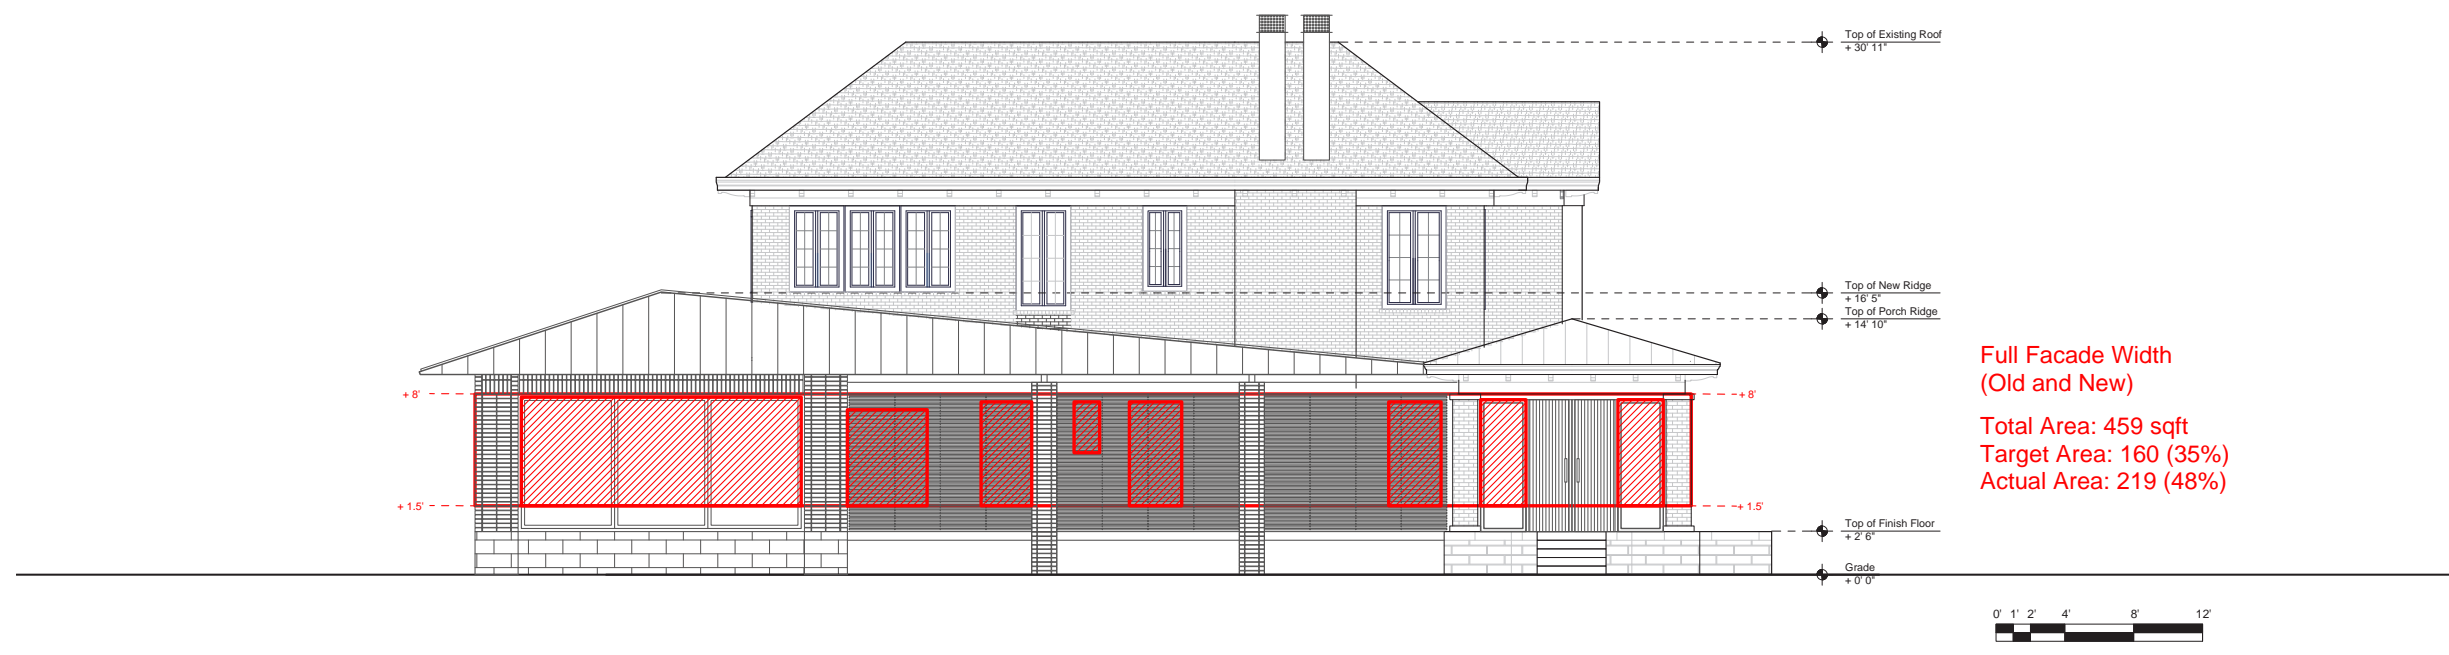 Top of Existing Roof
+ 30' 11"
Top of New Ridge
+ 16' 5"
Top of Porch Ridge
+ 14' 10"
Full Facade Width
(Old and New)
Total Area: 459 sqft
Target Area: 160 (35%)
Actual Area: 219 (48%)
+ 8'
+ 8'
+ 1.5'
+ 1.5'
Top of Finish Floor
+ 2' 6"
Grade
+ 0' 0"
0' 1' 2' 4' 8' 12'